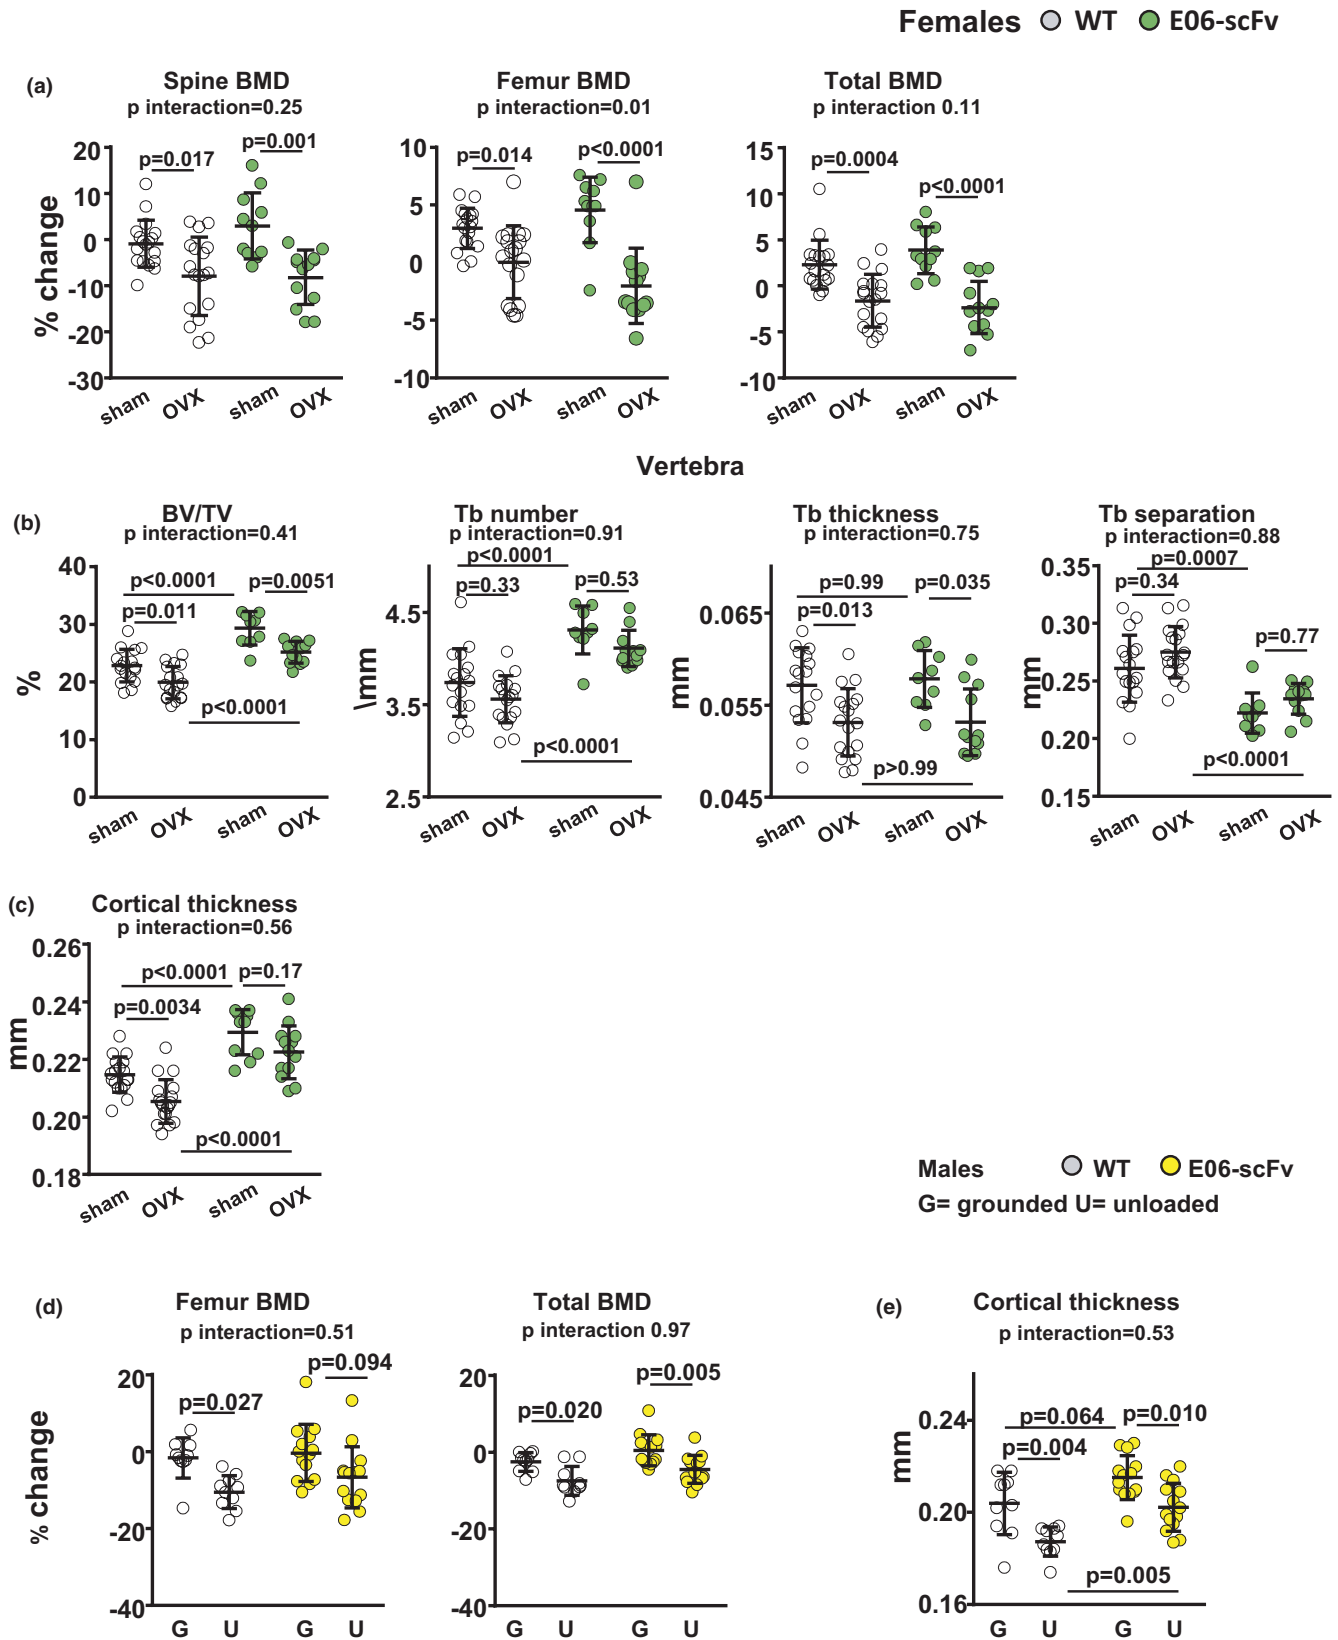 Females WT E06-scFv
(a)
Spine BMD
p interaction=0.25
p=0.017
p=0.001
% change
20
10
0
-10
-20
-30
sham OVX sham OVX
Femur BMD
p interaction=0.01
p=0.014
p<0.0001
10
5
0
-5
-10
sham OVX sham OVX
Total BMD
p interaction 0.11
p=0.0004
p<0.0001
15
10
5
0
-5
-10
sham OVX sham OVX
Vertebra
(b)
BV/TV
p interaction=0.41
p<0.0001 p=0.0051
p=0.011
p<0.0001
%
40
30
20
10
0
sham OVX sham OVX
Tb number
p interaction=0.91
p<0.0001
p=0.33 p=0.53
p<0.0001
\mm
4.5
3.5
2.5
sham OVX sham OVX
Tb thickness
p interaction=0.75
p=0.99 p=0.035
p=0.013
p>0.99
mm
0.065
0.055
0.045
sham OVX sham OVX
Tb separation
p interaction=0.88
p=0.0007
p=0.34
p=0.77
p<0.0001
0.35
0.30
0.25
0.20
0.15
sham OVX sham OVX
(c)
Cortical thickness
p interaction=0.56
p<0.0001 p=0.17
p=0.0034
p<0.0001
mm
0.26
0.24
0.22
0.20
0.18
sham OVX sham OVX
Males WT E06-scFv
G= grounded U= unloaded
(d)
Femur BMD
p interaction=0.51
p=0.094
p=0.027
% change
20
0
-20
-40
G U G U
Total BMD
p interaction 0.97
p=0.005
p=0.020
20
0
-20
-40
G U G U
(e)
Cortical thickness
p interaction=0.53
p=0.064 p=0.010
p=0.004
p=0.005
mm
0.24
0.20
0.16
G U G U